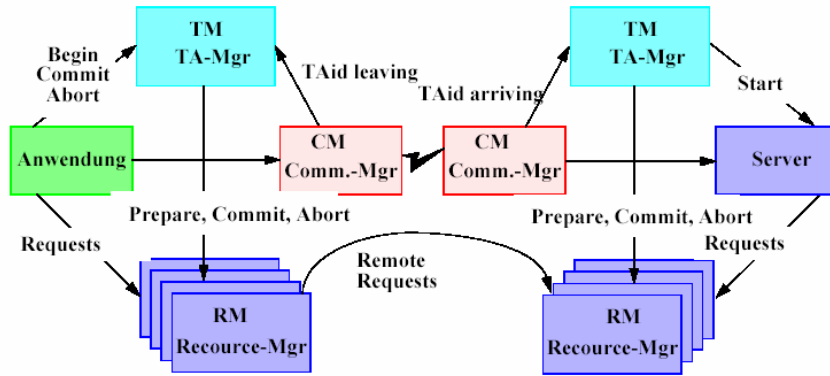 TM
TA-Mgr
Begin
Commit
Abort
TAid leaving
TM
TA-Mgr
TAid arriving
Start
Anwendung
CM
Comm.-Mgr
CM
Comm.-Mgr
Server
Prepare, Commit, Abort
Prepare, Commit, Abort
Requests
Remote
Requests
Requests
RM
Recource-Mgr
RM
Recource-Mgr